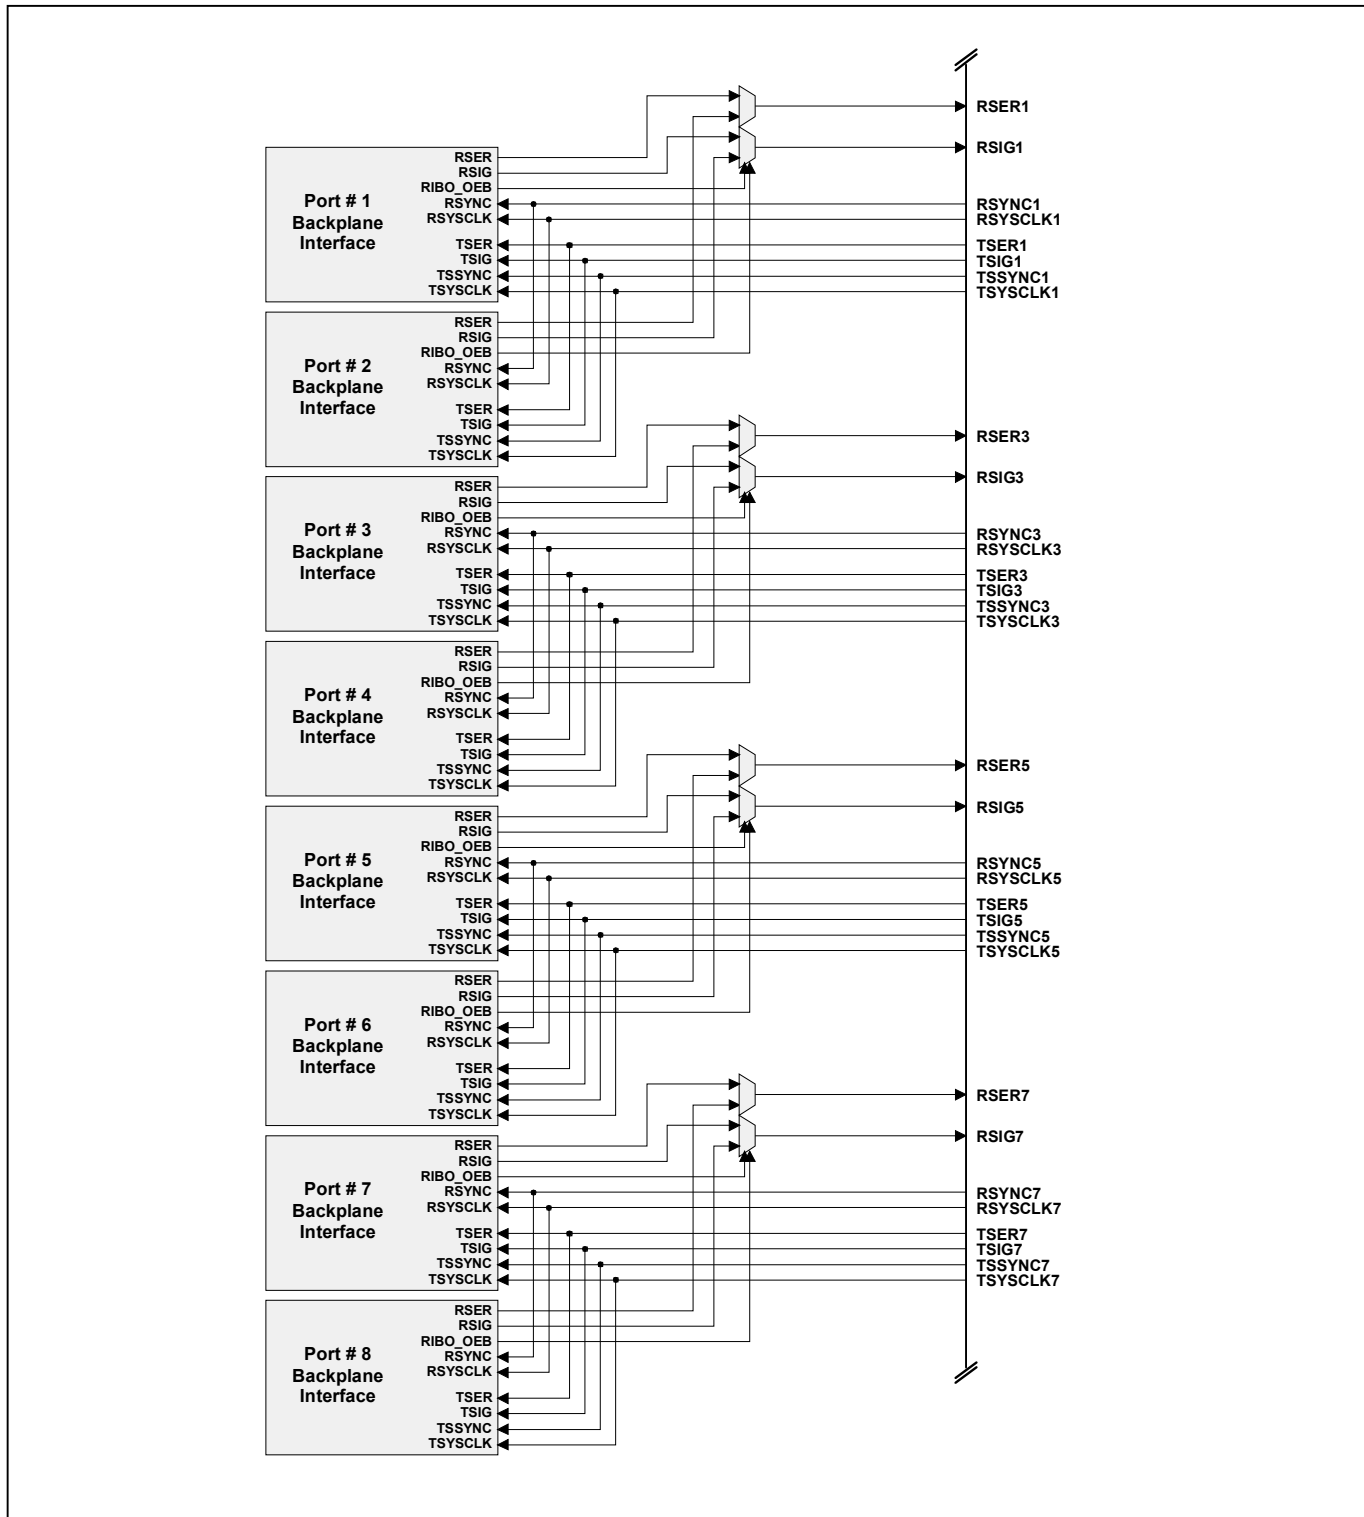 RSER1
RSIG1
Port # 1
Backplane
Interface
RSER
RSIG
RIBO_OEB
RSYNC
RSYSCLK
TSER
TSIG
TSSYNC
TSYSCLK
RSYNC1
RSYSCLK1
TSER1
TSIG1
TSSYNC1
TSYSCLK1
Port # 2
Backplane
Interface
RSER
RSIG
RIBO_OEB
RSYNC
RSYSCLK
TSER
TSIG
TSSYNC
TSYSCLK
RSER3
RSIG3
Port # 3
Backplane
Interface
RSER
RSIG
RIBO_OEB
RSYNC
RSYSCLK
TSER
TSIG
TSSYNC
TSYSCLK
RSYNC3
RSYSCLK3
TSER3
TSIG3
TSSYNC3
TSYSCLK3
Port # 4
Backplane
Interface
RSER
RSIG
RIBO_OEB
RSYNC
RSYSCLK
TSER
TSIG
TSSYNC
TSYSCLK
RSER5
RSIG5
Port # 5
Backplane
Interface
RSER
RSIG
RIBO_OEB
RSYNC
RSYSCLK
TSER
TSIG
TSSYNC
TSYSCLK
RSYNC5
RSYSCLK5
TSER5
TSIG5
TSSYNC5
TSYSCLK5
Port # 6
Backplane
Interface
RSER
RSIG
RIBO_OEB
RSYNC
RSYSCLK
TSER
TSIG
TSSYNC
TSYSCLK
RSER7
RSIG7
Port # 7
Backplane
Interface
RSER
RSIG
RIBO_OEB
RSYNC
RSYSCLK
TSER
TSIG
TSSYNC
TSYSCLK
RSYNC7
RSYSCLK7
TSER7
TSIG7
TSSYNC7
TSYSCLK7
Port # 8
Backplane
Interface
RSER
RSIG
RIBO_OEB
RSYNC
RSYSCLK
TSER
TSIG
TSSYNC
TSYSCLK